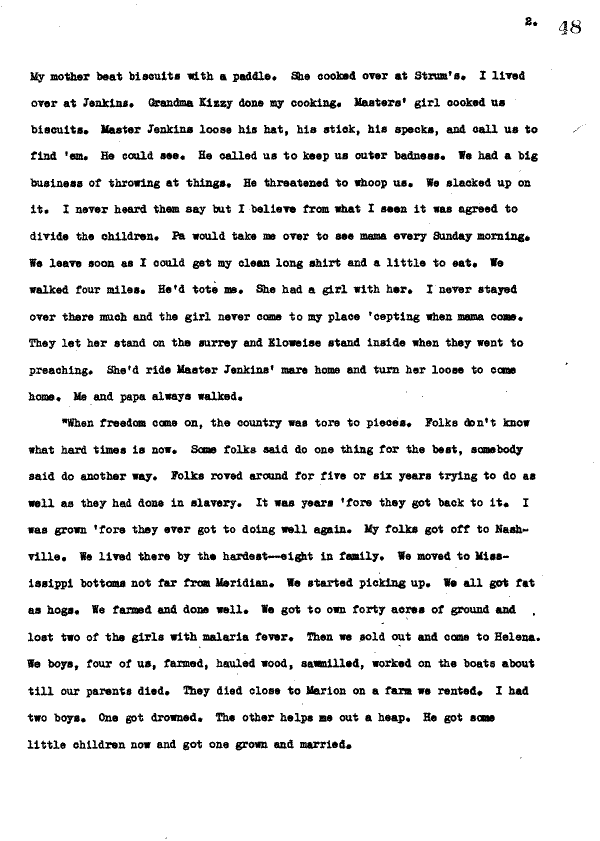 2. 48
My mother beat biscuits with a paddle. She cooked over at Strum's. I lived
over at Jenkins. Grandma Kizzy done my cooking. Masters' girl cooked us
biscuits. Master Jenkins loose his hat, his stick, his specks, and call us to
find 'em. He could see. He called us to keep us outer badness. We had a big
business of throwing at things. He threatened to whoop us. We slacked up on
it. I never heard them say but I believe from what I seen it was agreed to
divide the children. Pa would take me over to see mama every Sunday morning.
We leave soon as I could get my clean long shirt and a little to eat. We
walked four miles. He'd tote me. She had a girl with her. I never stayed
over there much and the girl never come to my place 'cepting when mama come.
They let her stand on the surrey and Eloweise stand inside when they went to
preaching. She'd ride Master Jenkins' mare home and turn her loose to come
home. Me and papa always walked.
"When freedom come on, the country was tore to pieces. Folks don't know
what hard times is now. Some folks said do one thing for the best, somebody
said do another way. Folks roved around for five or six years trying to do as
well as they had done in slavery. It was years 'fore they got back to it. I
was grown 'fore they ever got to doing well again. My folks got off to Nash-
ville. We lived there by the hardest—eight in family. We moved to Miss-
issippi bottoms not far from Meridian. We started picking up. We all got fat
as hogs. We farmed and done well. We got to own forty acres of ground and
lost two of the girls with malaria fever. Then we sold out and come to Helena.
We boys, four of us, farmed, hauled wood, sawmilled, worked on the boats about
till our parents died. They died close to Marion on a farm we rented. I had
two boys. One got drowned. The other helps me out a heap. He got some
little children now and got one grown and married.